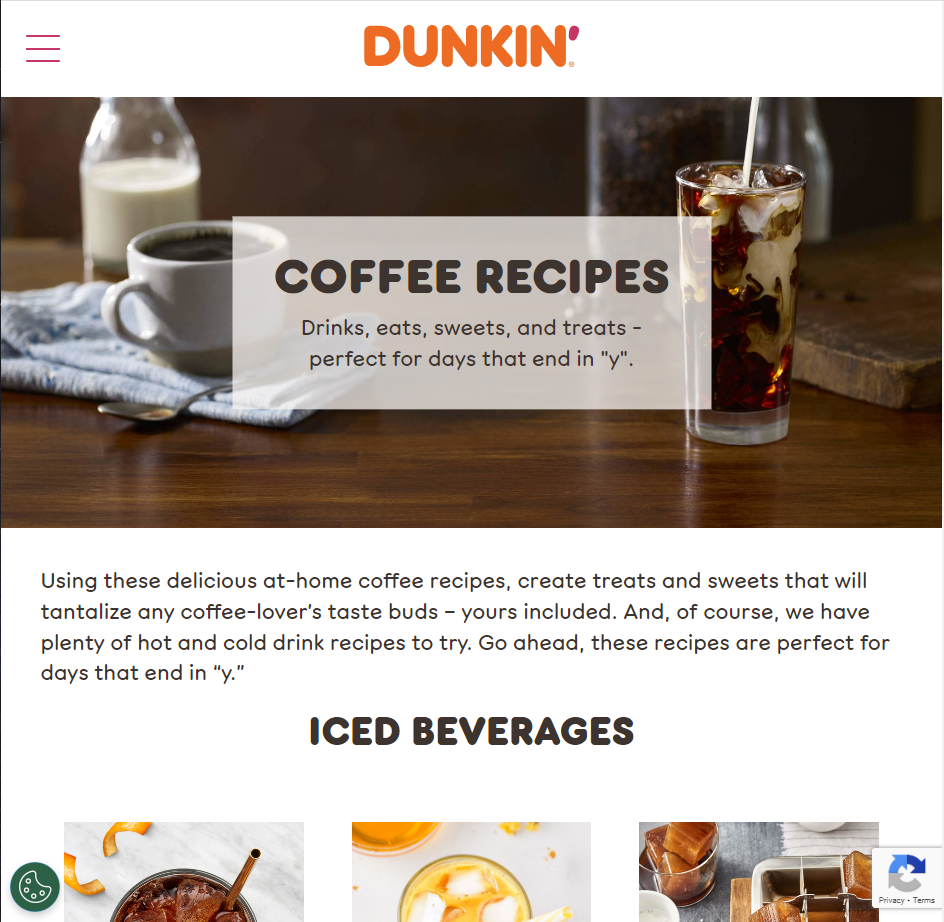 DUNKIN'
COFFEE RECIPES
Drinks, eats, sweets, and treats -
perfect for days that end in "y".
Using these delicious at-home coffee recipes, create treats and sweets that will
tantalize any coffee-lover’s taste buds – yours included. And, of course, we have
plenty of hot and cold drink recipes to try. Go ahead, these recipes are perfect for
days that end in “y.”
ICED BEVERAGES
Privacy - Terms